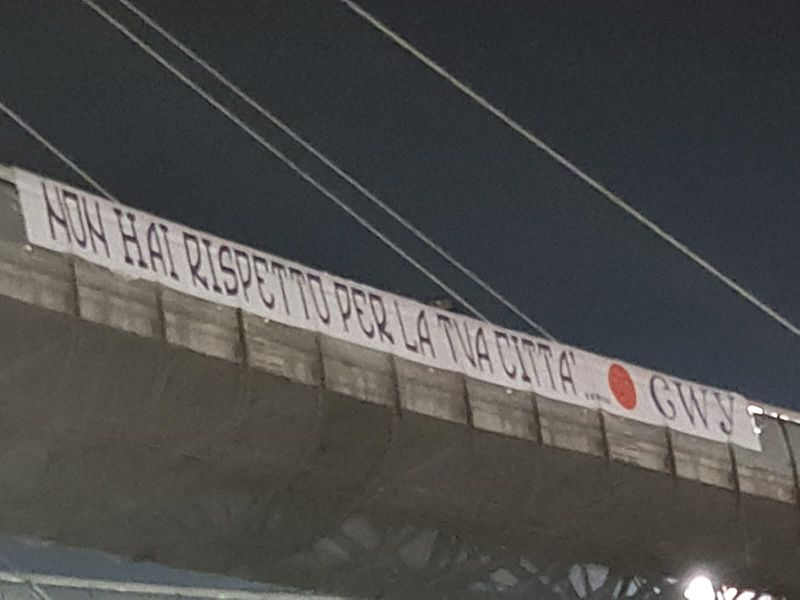 NON HAI RISPETTO PER LA TUA CITTA' .... GWY